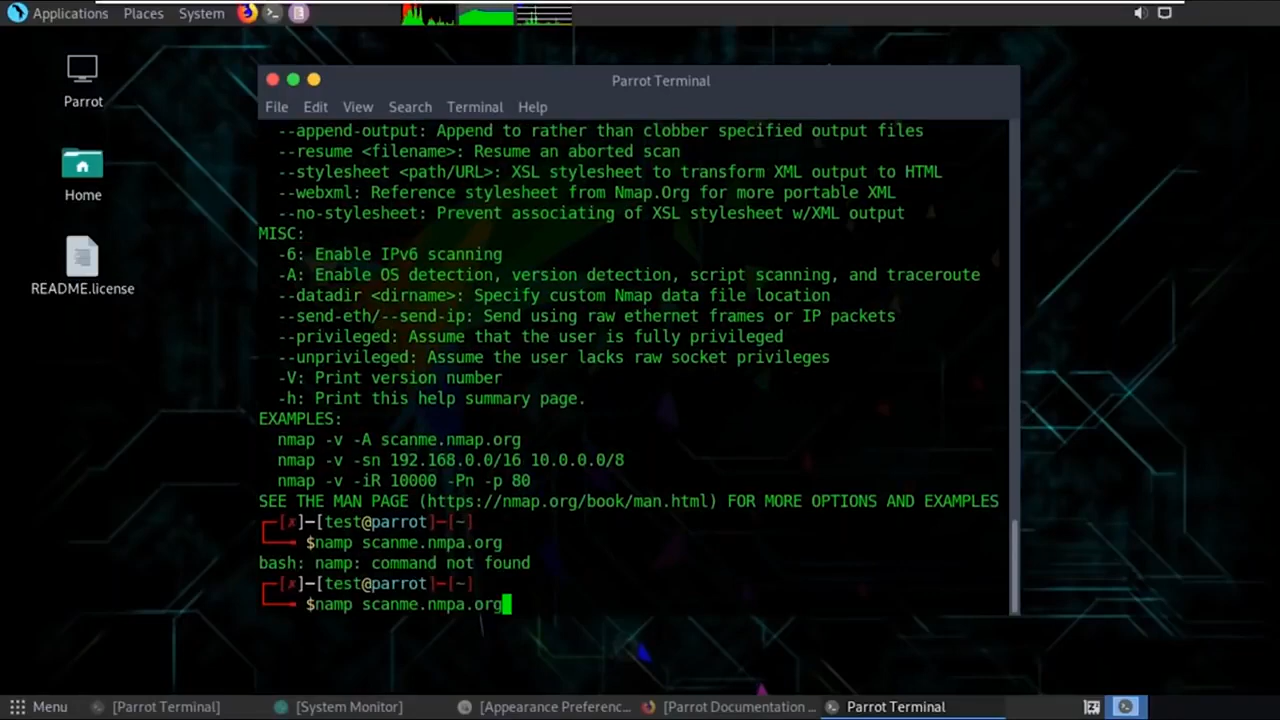 Applications Places System
Parrot
Home
README.license
Parrot Terminal
File Edit View Search Terminal Help
--append-output: Append to rather than clobber specified output files
--resume <filename>: Resume an aborted scan
--stylesheet <path/URL>: XSL stylesheet to transform XML output to HTML
--webxml: Reference stylesheet from Nmap.Org for more portable XML
--no-stylesheet: Prevent associating of XSL stylesheet w/XML output
MISC:
-6: Enable IPv6 scanning
-A: Enable OS detection, version detection, script scanning, and traceroute
--datadir <dirname>: Specify custom Nmap data file location
--send-eth/--send-ip: Send using raw ethernet frames or IP packets
--privileged: Assume that the user is fully privileged
--unprivileged: Assume the user lacks raw socket privileges
-V: Print version number
-h: Print this help summary page.
EXAMPLES:
nmap -v -A scanme.nmap.org
nmap -v -sn 192.168.0.0/16 10.0.0.0/8
nmap -v -iR 10000 -Pn -p 80
SEE THE MAN PAGE (https://nmap.org/book/man.html) FOR MORE OPTIONS AND EXAMPLES
┌─[✗]─[test@parrot]─[~]
└──╼ $namp scanme.nmpa.org
bash: namp: command not found
┌─[✗]─[test@parrot]─[~]
└──╼ $namp scanme.nmpa.org
Menu [Parrot Terminal] [System Monitor] [Appearance Preferenc... [Parrot Documentation ... Parrot Terminal